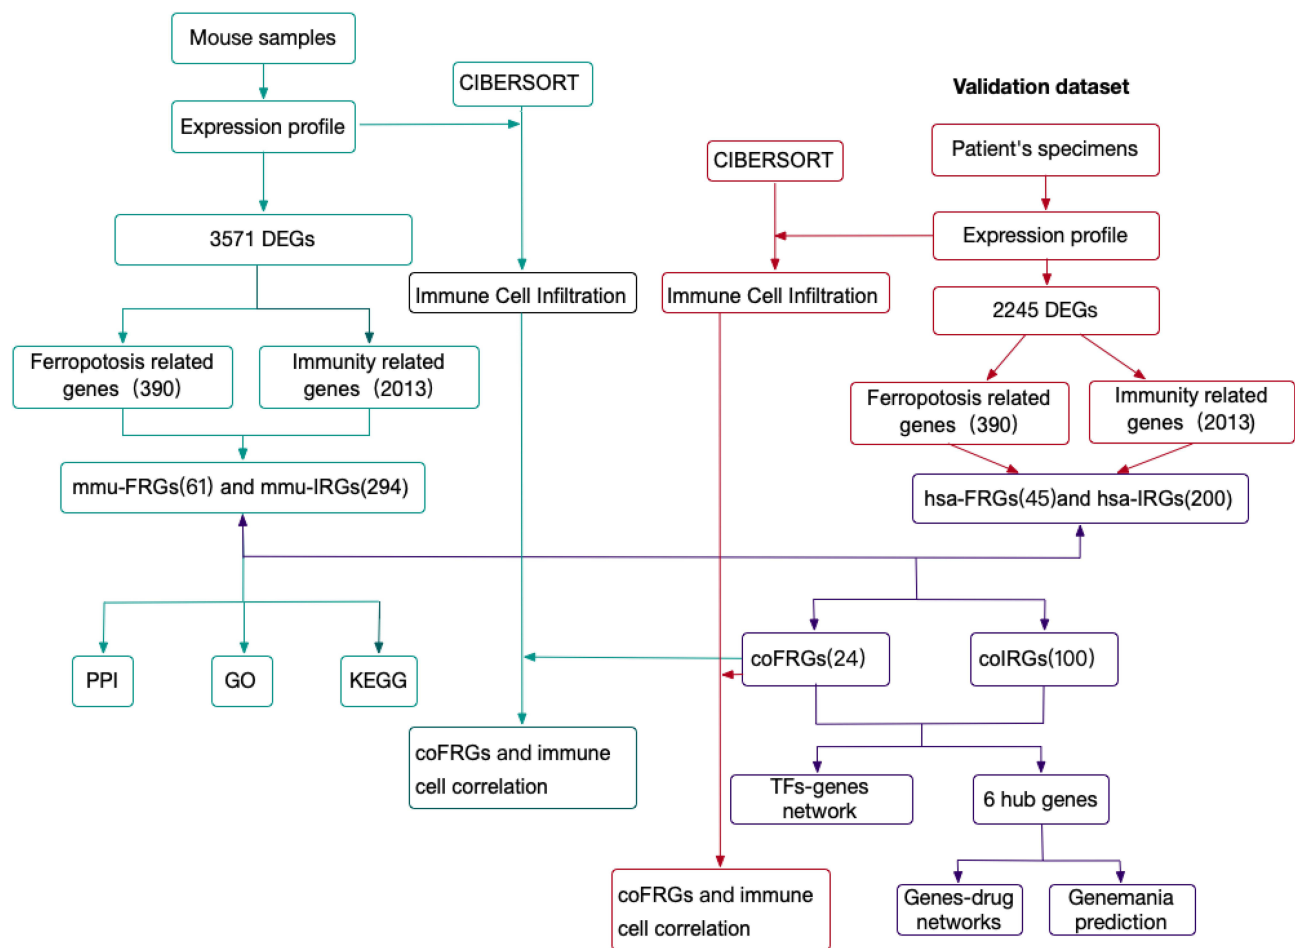 Mouse samples
CIBERSORT
Expression profile
3571 DEGs
Immune Cell Infiltration
Ferropotosis related
genes（390）
Immunity related
genes（2013）
mmu-FRGs(61) and mmu-IRGs(294)
PPI
GO
KEGG
coFRGs and immune
cell correlation
Validation dataset
Patient's specimens
CIBERSORT
Expression profile
Immune Cell Infiltration
2245 DEGs
Ferropotosis related
genes（390）
Immunity related
genes（2013）
hsa-FRGs(45)and hsa-IRGs(200)
coFRGs(24)
coIRGs(100)
TFs-genes
network
6 hub genes
coFRGs and immune
cell correlation
Genes-drug
networks
Genemania
prediction